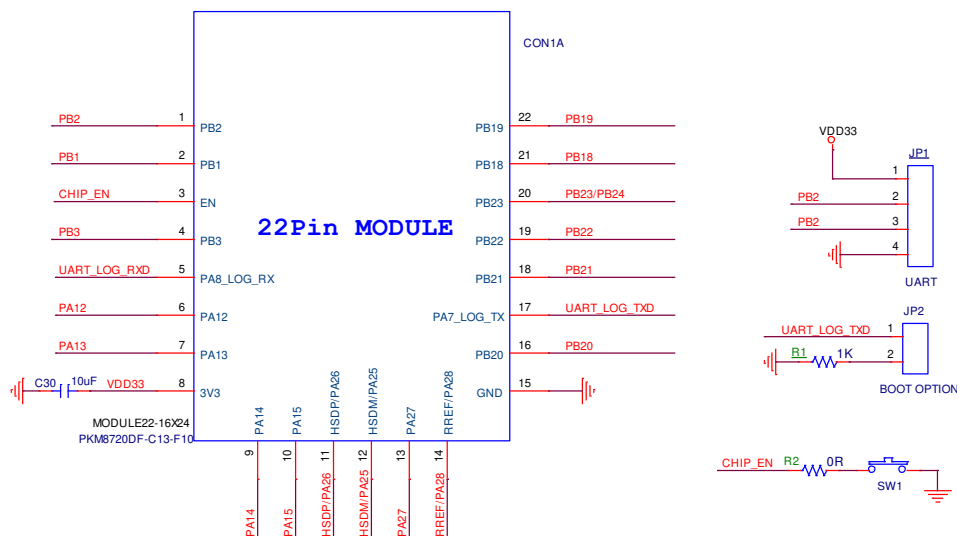 CON1A
22Pin MODULE
PB2 1 PB2
PB1 2 PB1
CHIP_EN 3 EN
PB3 4 PB3
UART_LOG_RXD 5 PA8_LOG_RX
PA12 6 PA12
PA13 7 PA13
C30 10uF VDD33 8 3V3
PB19 22 PB19
PB18 21 PB18
PB23 20 PB23/PB24
PB22 19 PB22
PB21 18 PB21
PA7_LOG_TX 17 UART_LOG_TXD
PB20 16 PB20
GND 15
MODULE22-16X24
PKM8720DF-C13-F10
PA14 9 PA14
PA15 10 PA15
HSDP/PA26 11 HSDP/PA26
HSDM/PA25 12 HSDM/PA25
PA27 13 PA27
RREF/PA28 14 RREF/PA28
VDD33
JP1
1
PB2 2
PB2 3
4
UART
JP2
UART_LOG_TXD 1
R1 1K 2
BOOT OPTION
CHIP_EN R2 0R
SW1